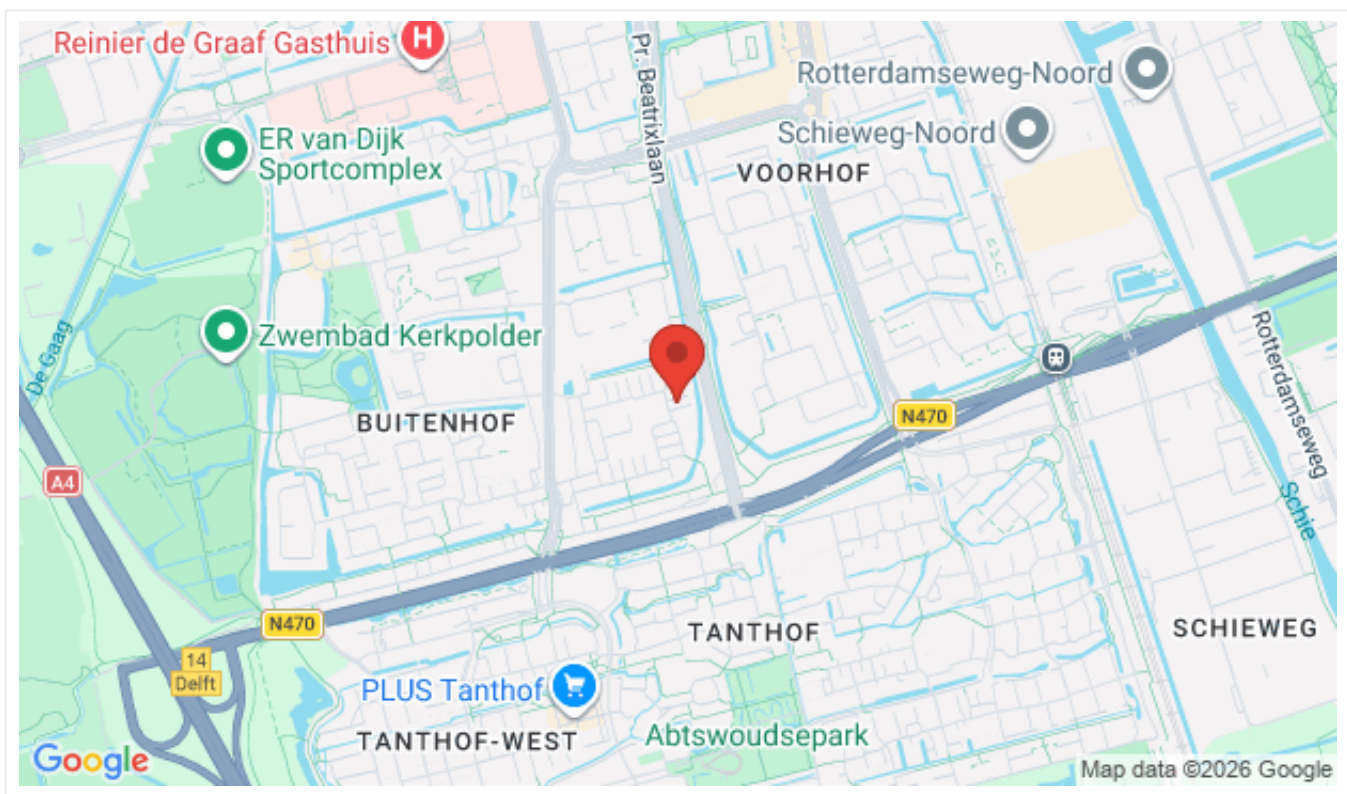 Reinier de Graaf Gasthuis
H
Pr. Beatrixlaan
Rotterdamseweg-Noord
Schieweg-Noord
ER van Dijk
Sportcomplex
VOORHOF
De Gaag
Zwembad Kerkpolder
Rotterdamseweg
BUITENHOF
N470
A4
Schie
N470
TANTHOF
SCHIEWEG
14
Delft
PLUS Tanthof
TANTHOF-WEST
Abtswoudsepark
Google
Map data ©2026 Google